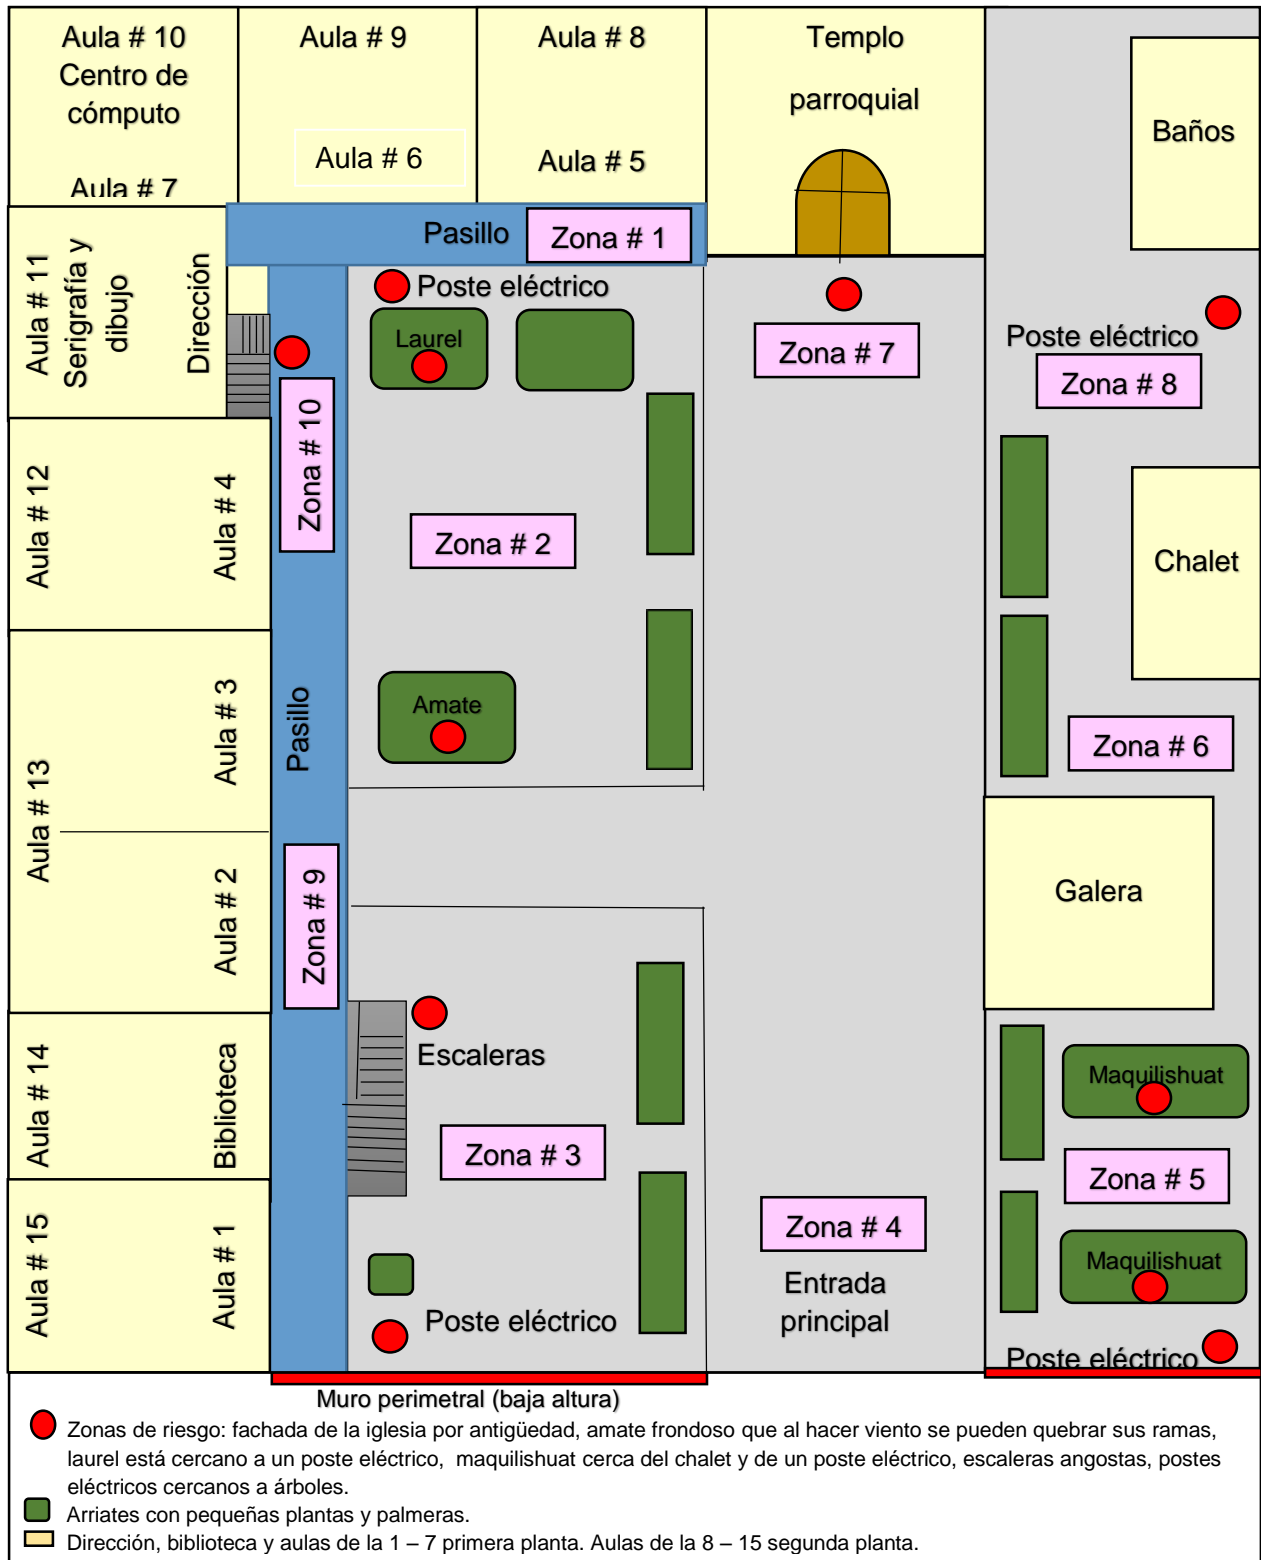 Aula # 10
Centro de
cómputo
Aula # 7
Aula # 9
Aula # 6
Aula # 8
Aula # 5
Templo
parroquial
Baños
Pasillo
Zona # 1
Aula # 11
Serigrafía y
dibujo
Dirección
Poste eléctrico
Laurel
Zona # 7
Poste eléctrico
Zona # 8
Zona # 10
Aula # 12
Aula # 4
Zona # 2
Chalet
Aula # 13
Aula # 3
Pasillo
Amate
Zona # 6
Aula # 2
Zona # 9
Galera
Aula # 14
Biblioteca
Escaleras
Maquilishuat
Zona # 3
Zona # 5
Aula # 15
Aula # 1
Zona # 4
Entrada
principal
Maquilishuat
Poste eléctrico
Poste eléctrico
Muro perimetral (baja altura)
Zonas de riesgo: fachada de la iglesia por antigüedad, amate frondoso que al hacer viento se pueden quebrar sus ramas,
laurel está cercano a un poste eléctrico, maquilishuat cerca del chalet y de un poste eléctrico, escaleras angostas, postes
eléctricos cercanos a árboles.
Arriates con pequeñas plantas y palmeras.
Dirección, biblioteca y aulas de la 1 – 7 primera planta. Aulas de la 8 – 15 segunda planta.